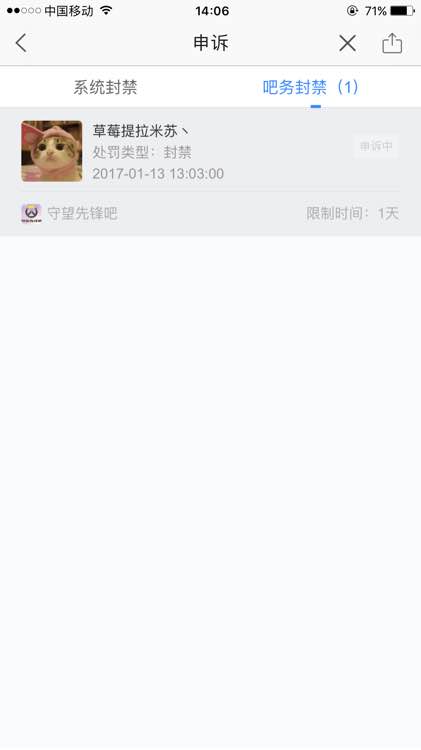 中国移动 14:06 71%
申诉
系统封禁 吧务封禁（1）
草莓提拉米苏丶
处罚类型：封禁
申诉中
2017-01-13 13:03:00
守望先锋吧 限制时间：1天